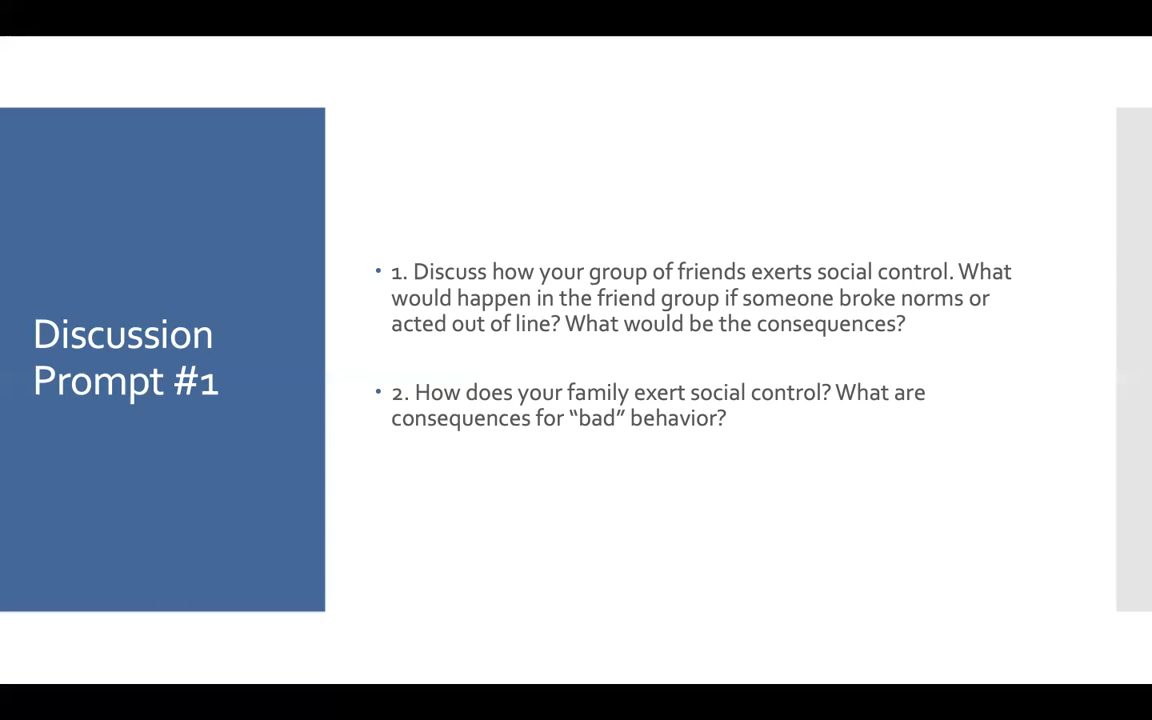 Discussion
Prompt #1
• 1. Discuss how your group of friends exerts social control. What
would happen in the friend group if someone broke norms or
acted out of line? What would be the consequences?
• 2. How does your family exert social control? What are
consequences for “bad” behavior?